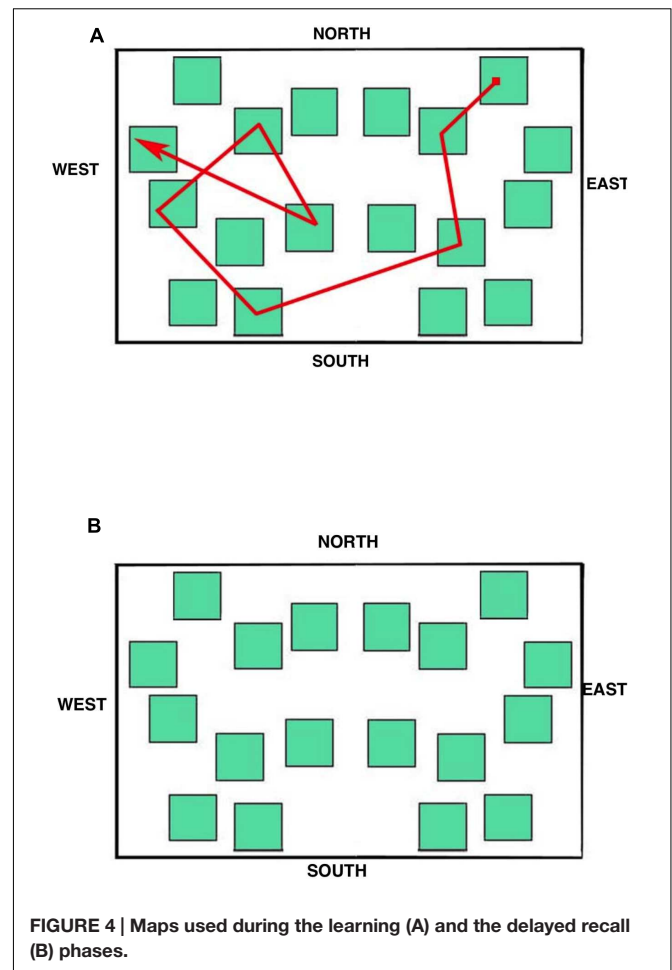 A
NORTH
WEST
EAST
SOUTH
B
NORTH
WEST
EAST
SOUTH
FIGURE 4 | Maps used during the learning (A) and the delayed recall
(B) phases.